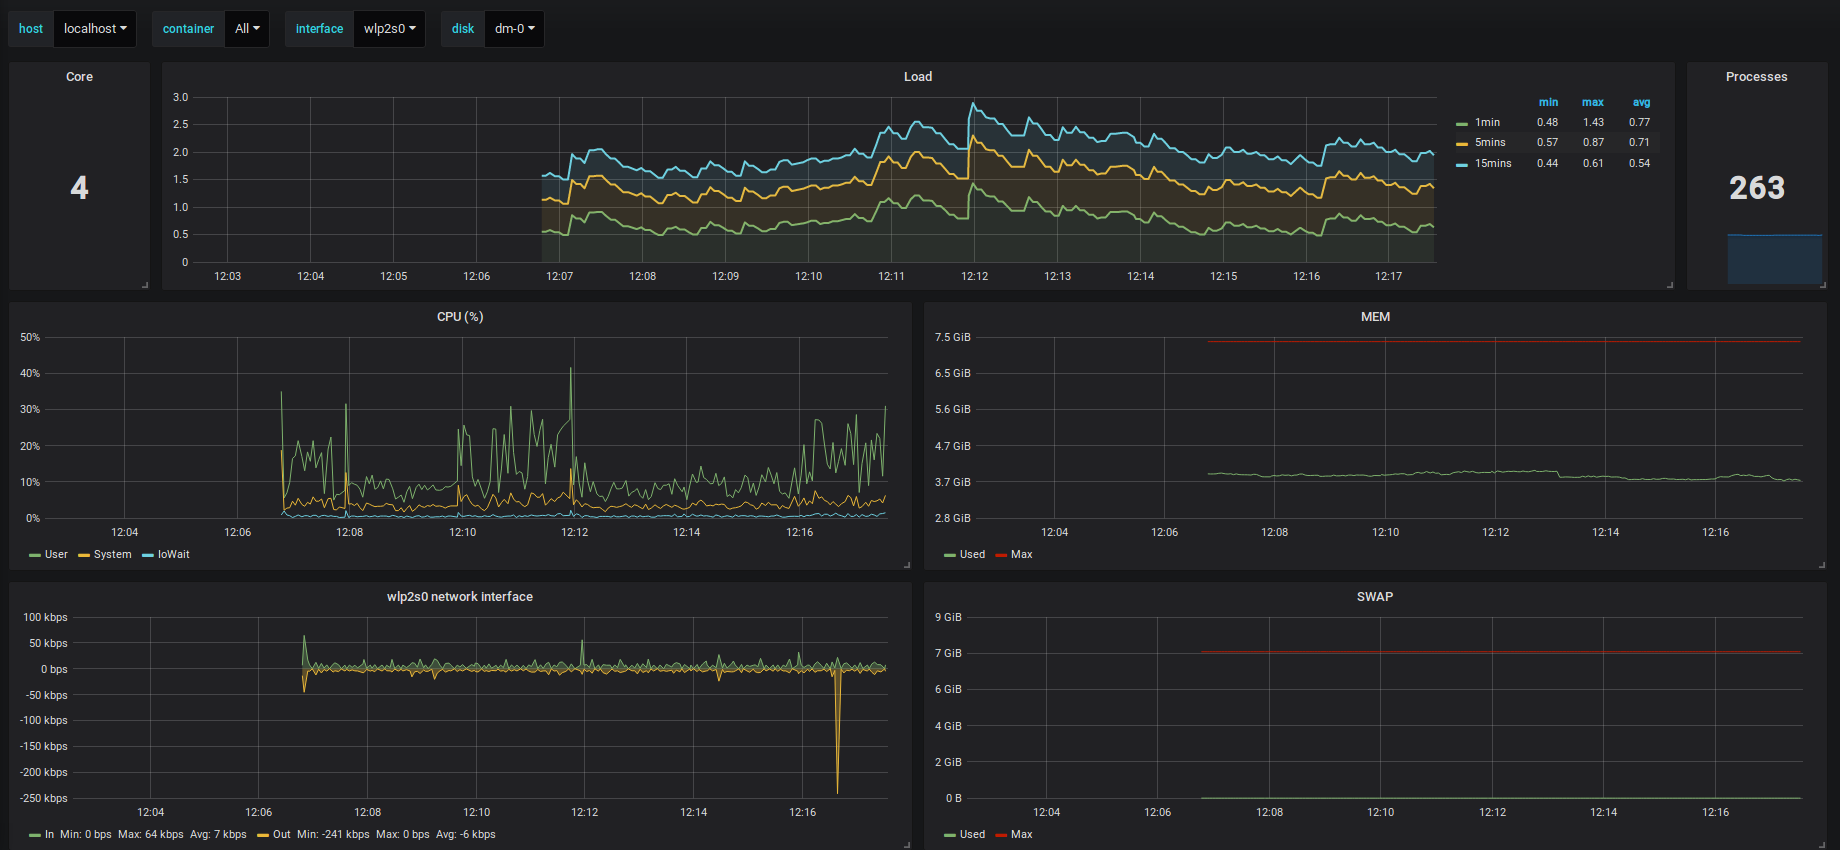 host localhost container All interface wlp2s0 disk dm-0
Core
4
Load
3.0
2.5
2.0
1.5
1.0
0.5
0
12:03 12:04 12:05 12:06 12:07 12:08 12:09 12:10 12:11 12:12 12:13 12:14 12:15 12:16 12:17
min max avg
1min 0.48 1.43 0.77
5mins 0.57 0.87 0.71
15mins 0.44 0.61 0.54
Processes
263
CPU (%)
50%
40%
30%
20%
10%
0%
12:04 12:06 12:08 12:10 12:12 12:14 12:16
User System IoWait
MEM
7.5 GiB
6.5 GiB
5.6 GiB
4.7 GiB
3.7 GiB
2.8 GiB
12:04 12:06 12:08 12:10 12:12 12:14 12:16
Used Max
wlp2s0 network interface
100 kbps
50 kbps
0 bps
-50 kbps
-100 kbps
-150 kbps
-200 kbps
-250 kbps
12:04 12:06 12:08 12:10 12:12 12:14 12:16
In Min: 0 bps Max: 64 kbps Avg: 7 kbps Out Min: -241 kbps Max: 0 bps Avg: -6 kbps
SWAP
9 GiB
7 GiB
6 GiB
4 GiB
2 GiB
0 B
12:04 12:06 12:08 12:10 12:12 12:14 12:16
Used Max